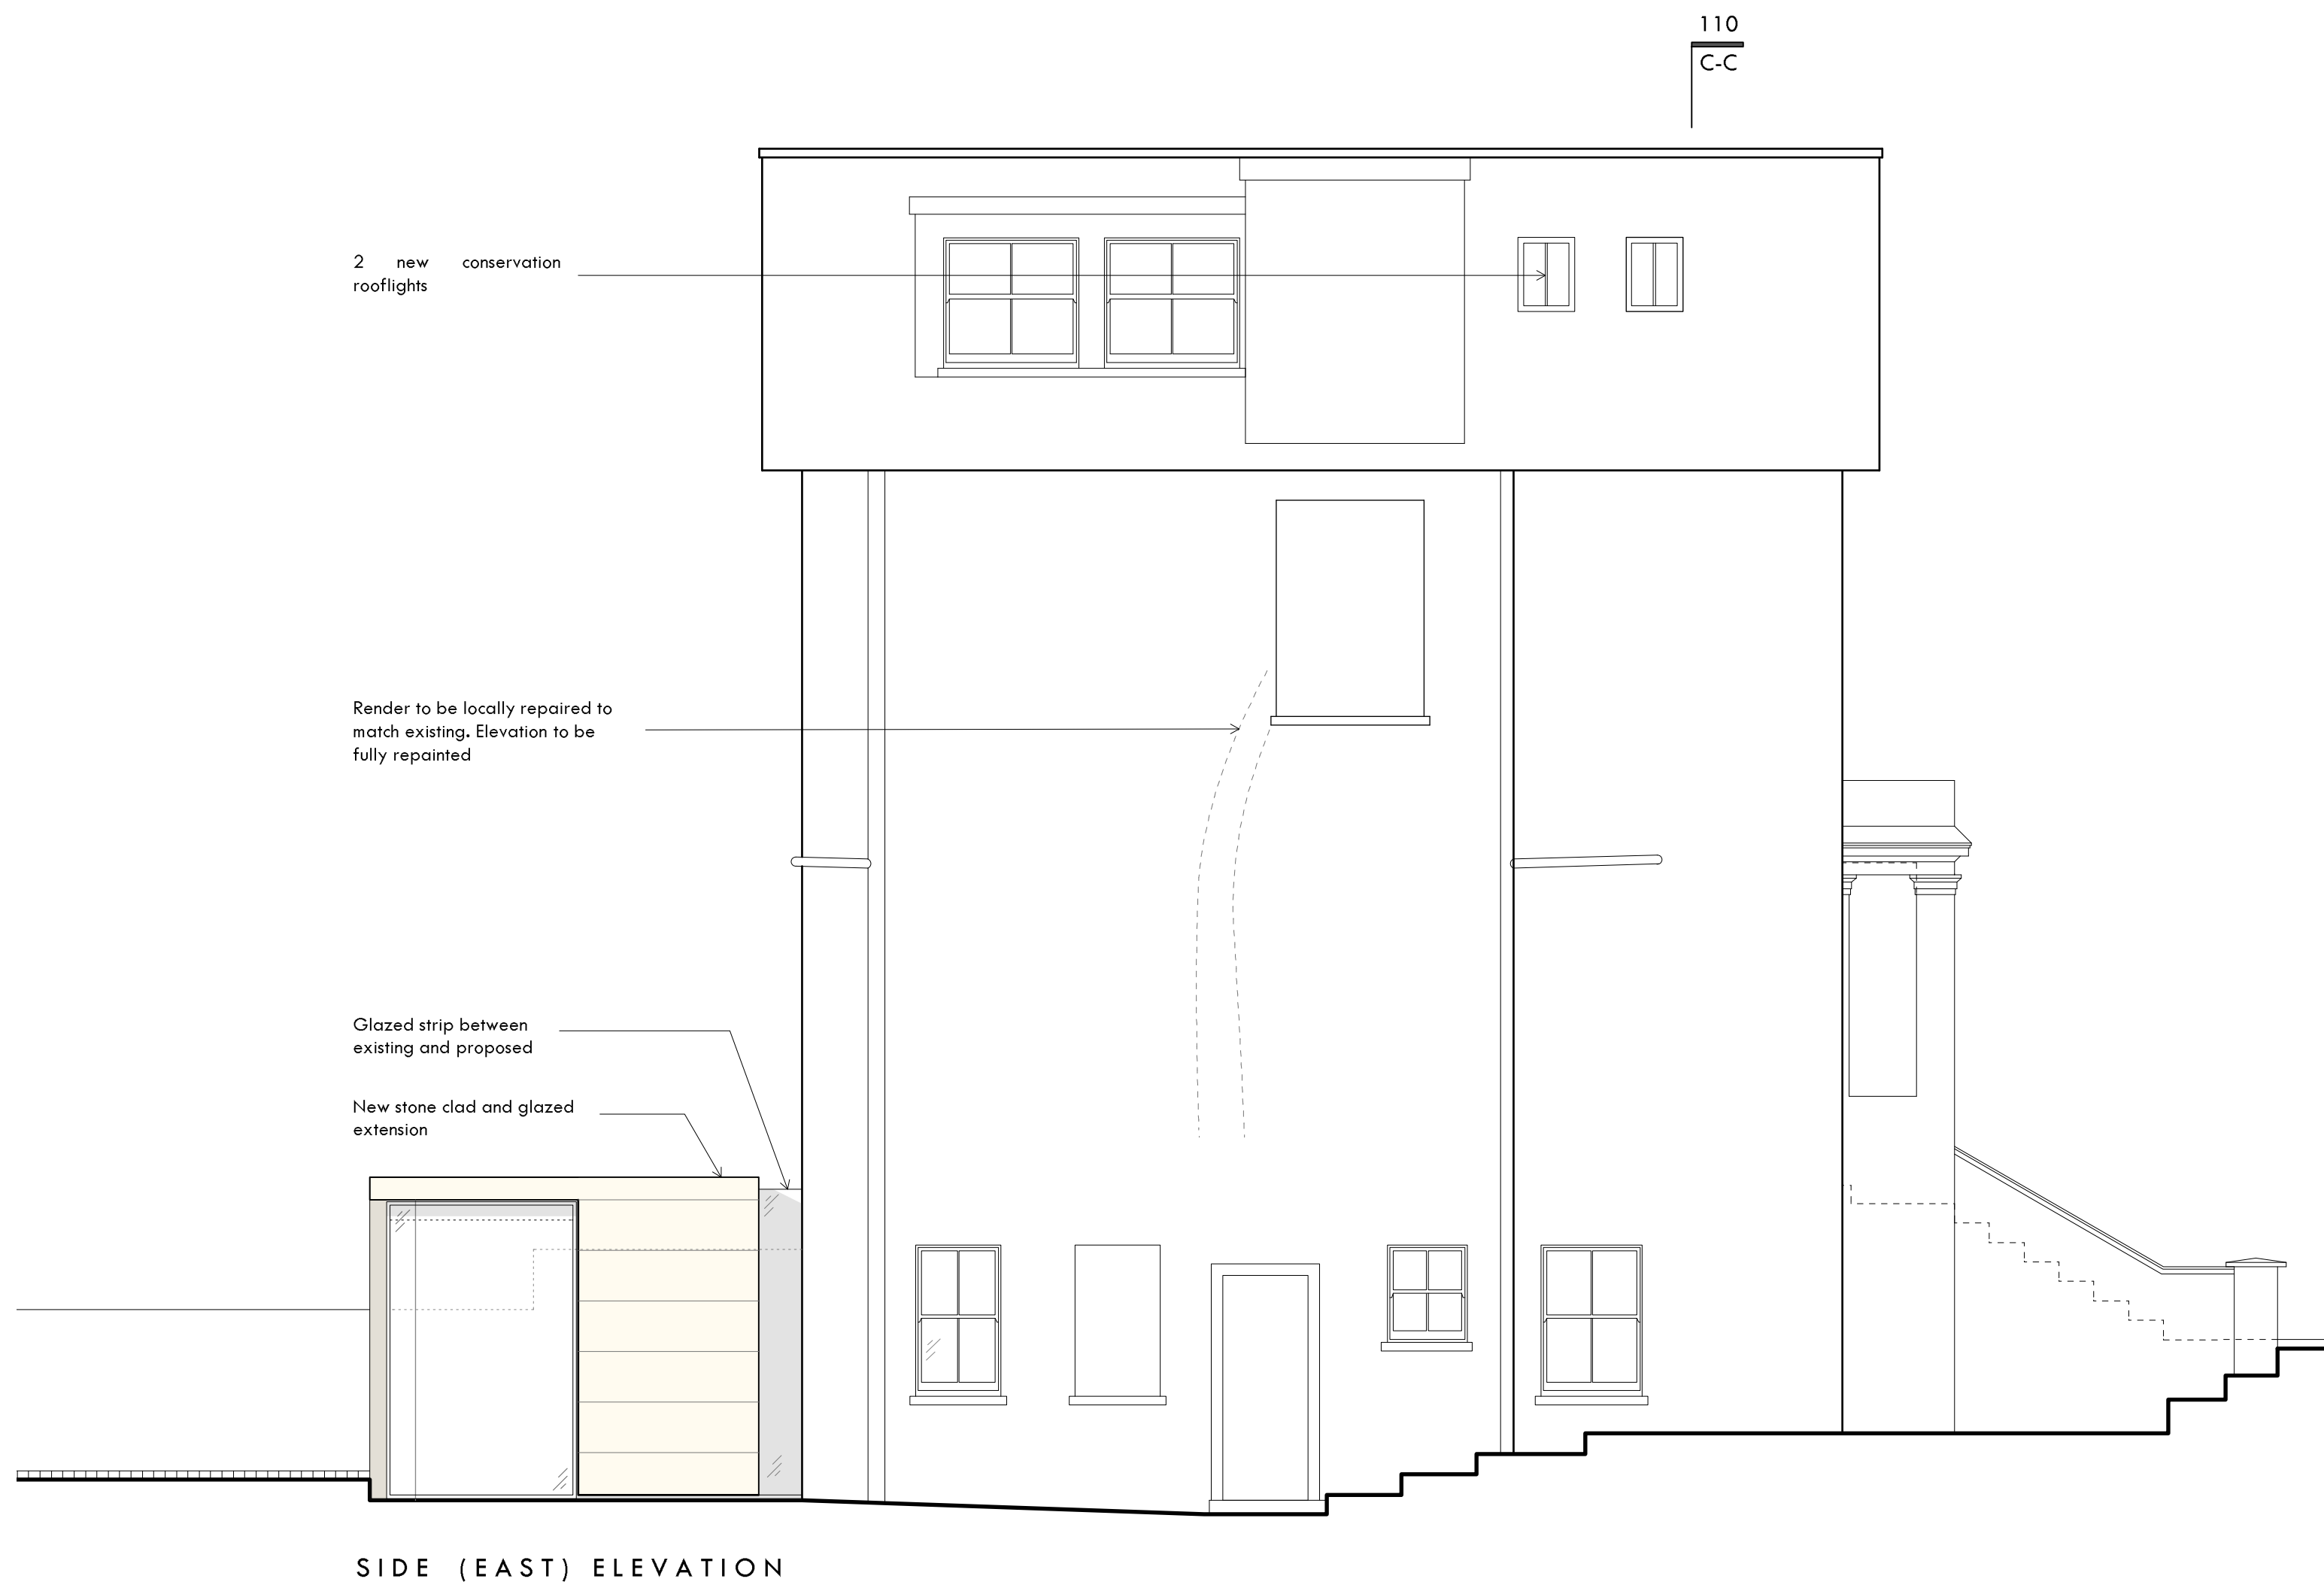 110
C-C
2 new conservation
rooflights
Render to be locally repaired to
match existing. Elevation to be
fully repainted
Glazed strip between
existing and proposed
New stone clad and glazed
extension
SIDE (EAST) ELEVATION